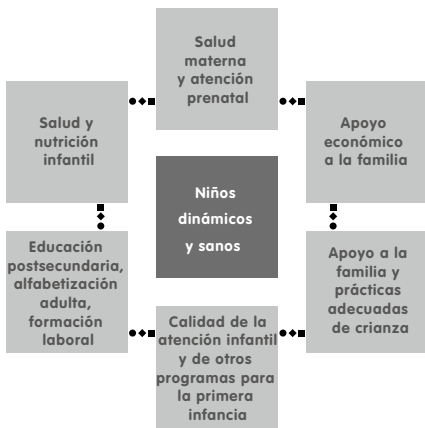 Salud
materna
y atención
prenatal
Salud y
nutrición
infantil
Apoyo
económico
a la familia
Niños
dinámicos
y sanos
Educación
postsecundaria,
alfabetización
adulta,
formación
laboral
Apoyo a la
familia y
prácticas
adecuadas
de crianza
Calidad de la
atención infantil
y de otros
programas para
la primera
infancia